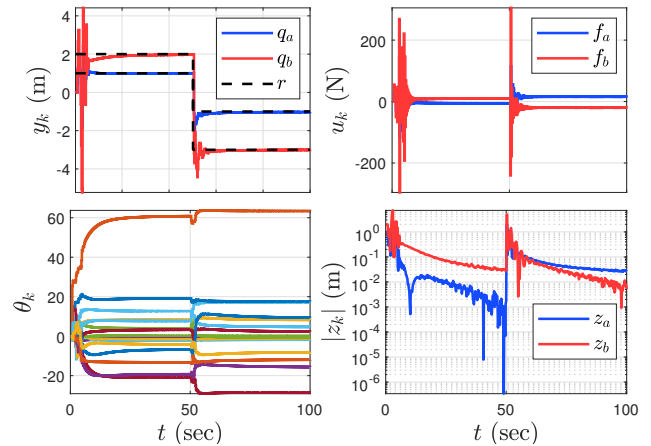 4
2
0
-2
-4
y_k (m)
q_a
q_b
r
200
0
-200
u_k (N)
f_a
f_b
60
40
20
0
-20
θ_k
0
50
100
t (sec)
10^0
10^-1
10^-2
10^-3
10^-4
10^-5
10^-6
|z_k| (m)
z_a
z_b
0
50
100
t (sec)